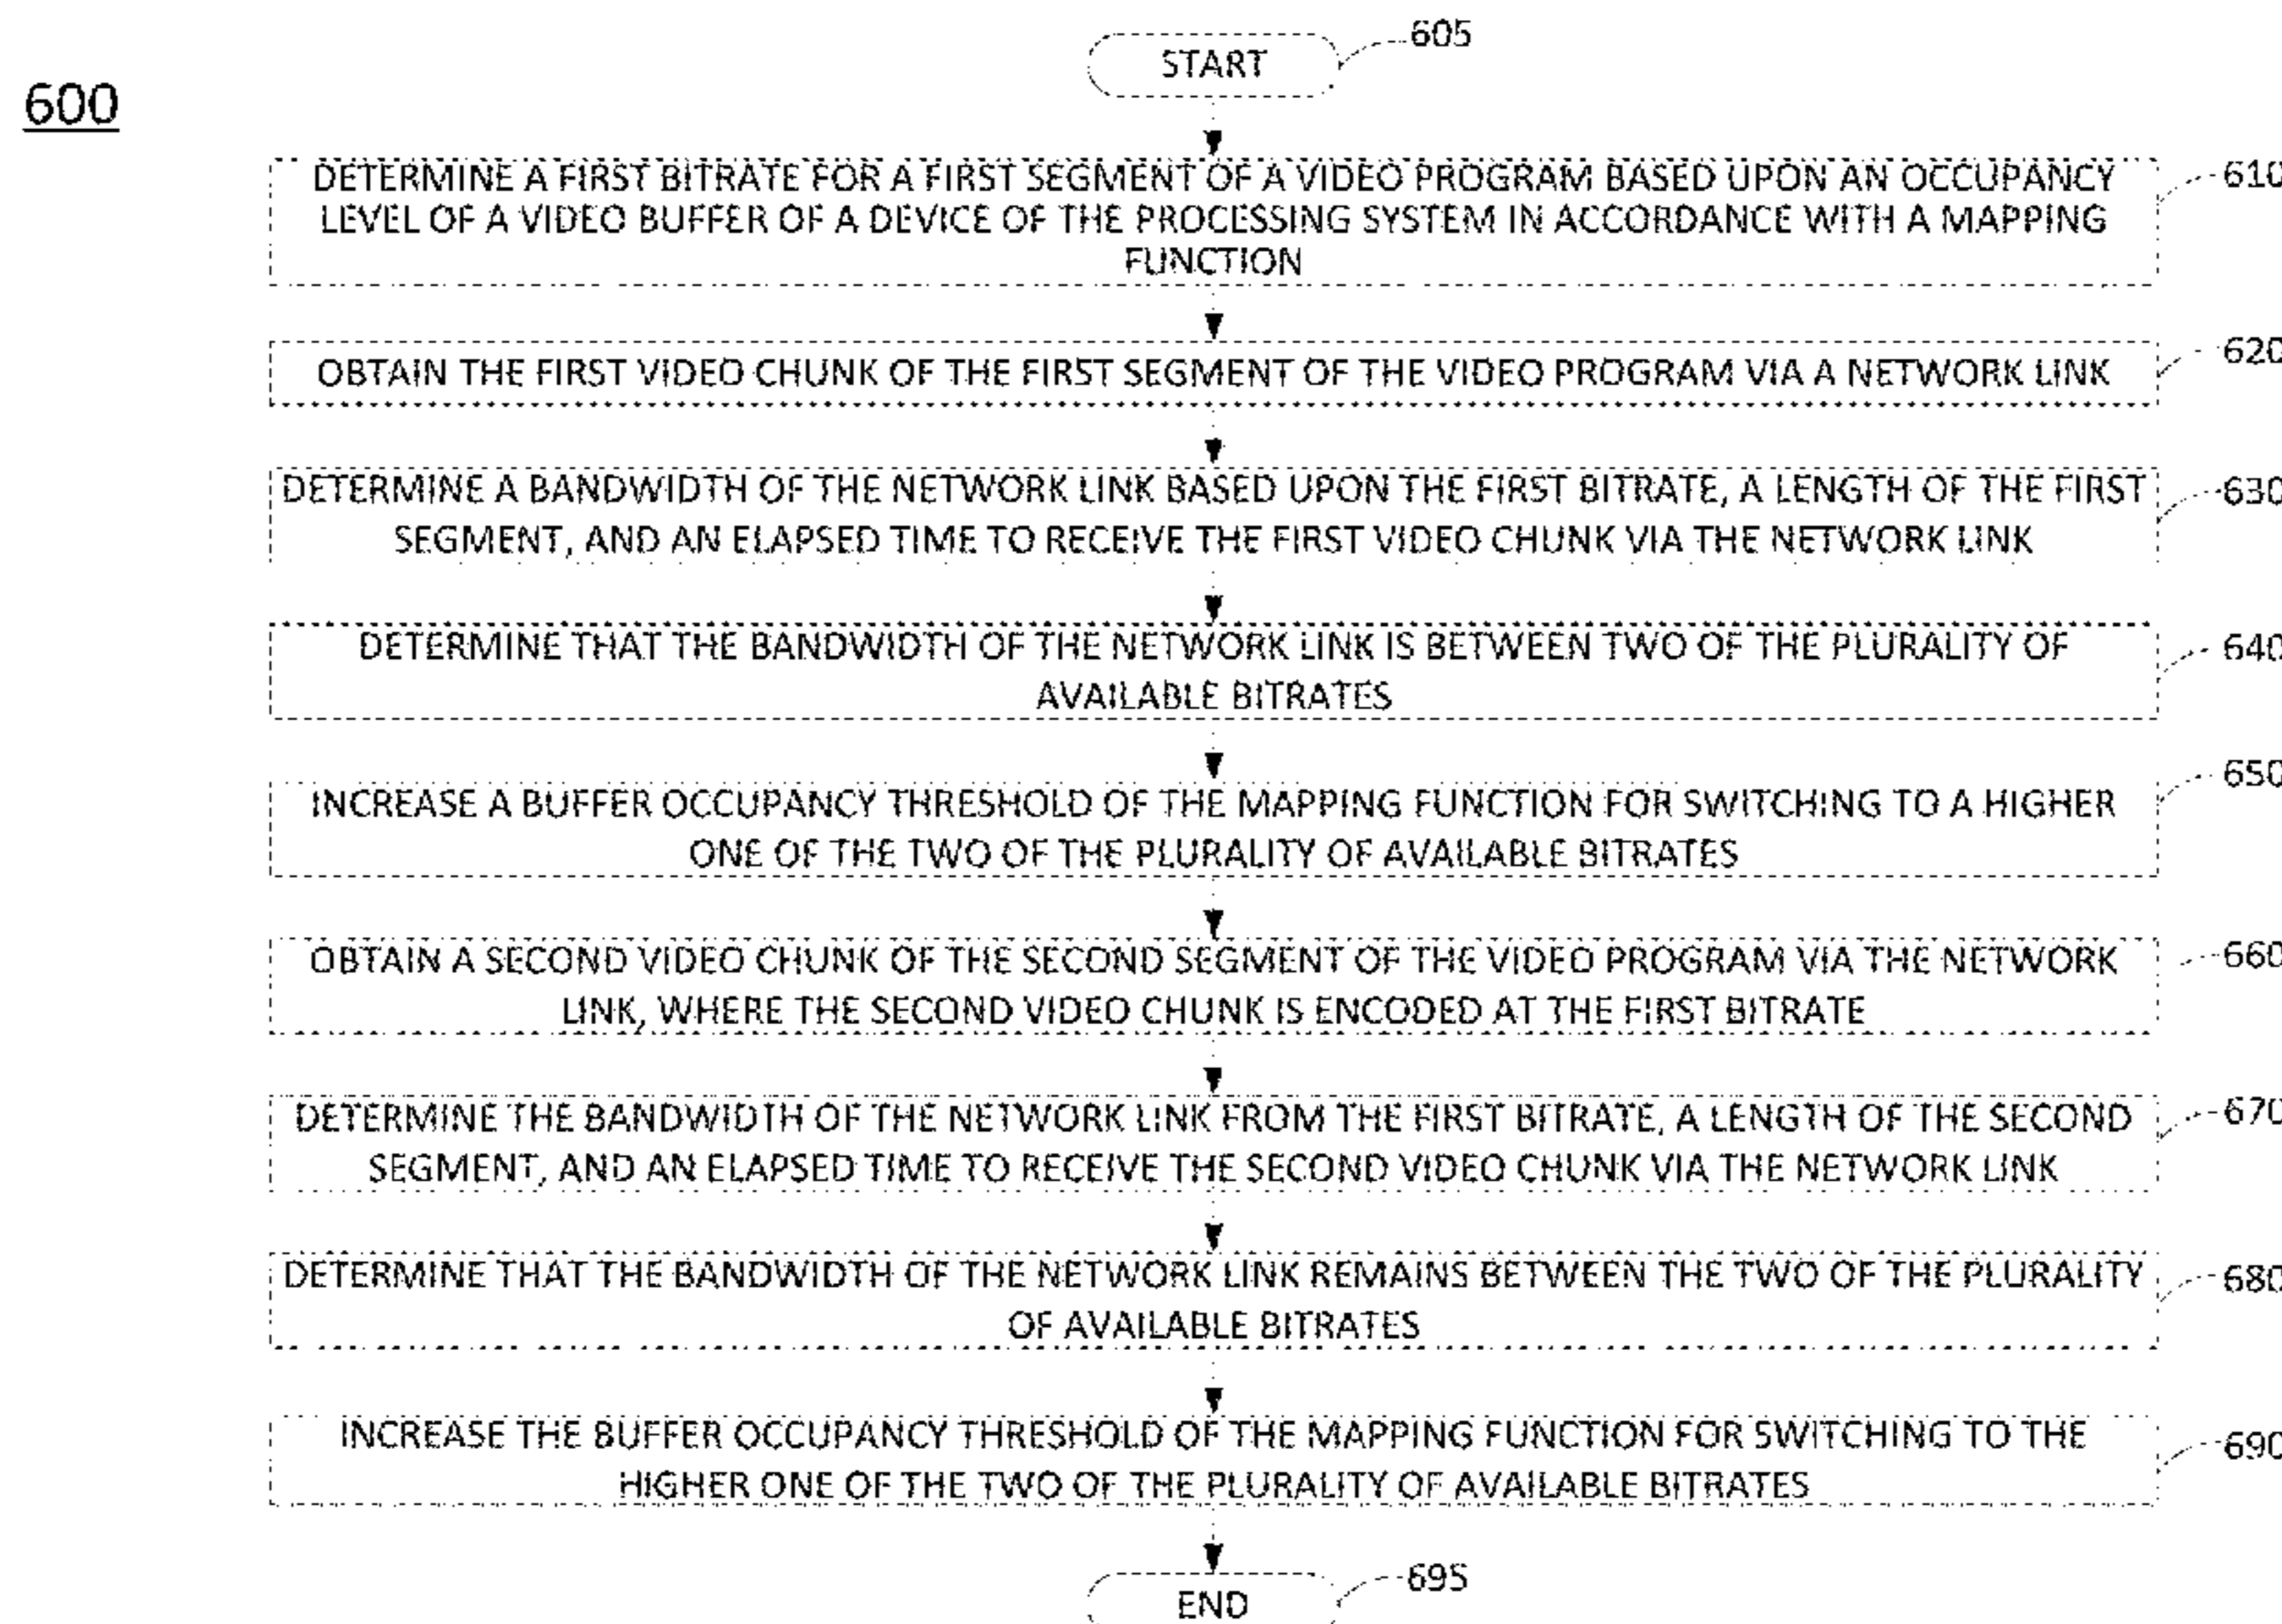 600
START
605
DETERMINE A FIRST BITRATE FOR A FIRST SEGMENT OF A VIDEO PROGRAM BASED UPON AN OCCUPANCY
LEVEL OF A VIDEO BUFFER OF A DEVICE OF THE PROCESSING SYSTEM IN ACCORDANCE WITH A MAPPING
FUNCTION
610
OBTAIN THE FIRST VIDEO CHUNK OF THE FIRST SEGMENT OF THE VIDEO PROGRAM VIA A NETWORK LINK
620
DETERMINE A BANDWIDTH OF THE NETWORK LINK BASED UPON THE FIRST BITRATE, A LENGTH OF THE FIRST
SEGMENT, AND AN ELAPSED TIME TO RECEIVE THE FIRST VIDEO CHUNK VIA THE NETWORK LINK
630
DETERMINE THAT THE BANDWIDTH OF THE NETWORK LINK IS BETWEEN TWO OF THE PLURALITY OF
AVAILABLE BITRATES
640
INCREASE A BUFFER OCCUPANCY THRESHOLD OF THE MAPPING FUNCTION FOR SWITCHING TO A HIGHER
ONE OF THE TWO OF THE PLURALITY OF AVAILABLE BITRATES
650
OBTAIN A SECOND VIDEO CHUNK OF THE SECOND SEGMENT OF THE VIDEO PROGRAM VIA THE NETWORK
LINK, WHERE THE SECOND VIDEO CHUNK IS ENCODED AT THE FIRST BITRATE
660
DETERMINE THE BANDWIDTH OF THE NETWORK LINK FROM THE FIRST BITRATE, A LENGTH OF THE SECOND
SEGMENT, AND AN ELAPSED TIME TO RECEIVE THE SECOND VIDEO CHUNK VIA THE NETWORK LINK
670
DETERMINE THAT THE BANDWIDTH OF THE NETWORK LINK REMAINS BETWEEN THE TWO OF THE PLURALITY
OF AVAILABLE BITRATES
680
INCREASE THE BUFFER OCCUPANCY THRESHOLD OF THE MAPPING FUNCTION FOR SWITCHING TO THE
HIGHER ONE OF THE TWO OF THE PLURALITY OF AVAILABLE BITRATES
690
END
695